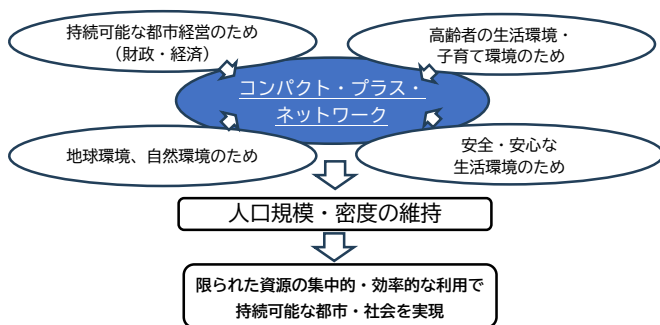 持続可能な都市経営のため
（財政・経済）
高齢者の生活環境・
子育て環境のため
コンパクト・プラス・
ネットワーク
地球環境、自然環境のため
安全・安心な
生活環境のため
人口規模・密度の維持
限られた資源の集中的・効率的な利用で
持続可能な都市・社会を実現